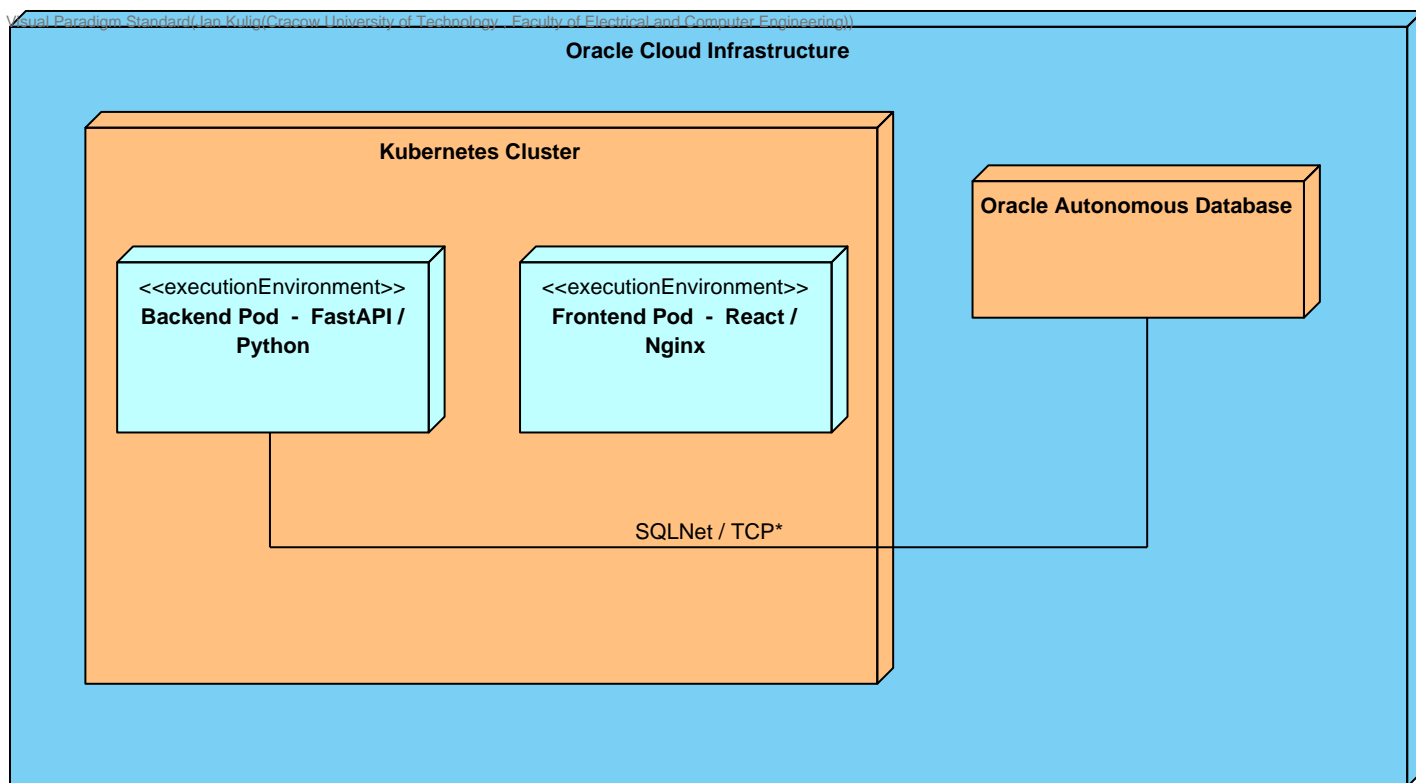 Visual Paradigm Standard(Jan Kulig(Cracow University of Technology , Faculty of Electrical and Computer Engineering))
Oracle Cloud Infrastructure
Kubernetes Cluster
Oracle Autonomous Database
<<executionEnvironment>>
Backend Pod - FastAPI /
Python
<<executionEnvironment>>
Frontend Pod - React /
Nginx
SQLNet / TCP*